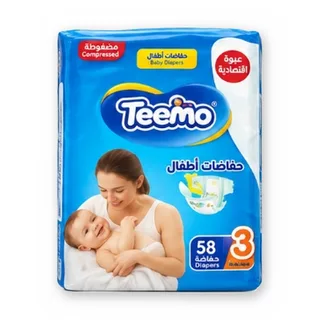 مضغوطة
Compressed
حفاضات أطفال
Baby Diapers
عبوة
اقتصادية
Teemo®
حفاضات أطفال
58
حفاضة
Diapers
3